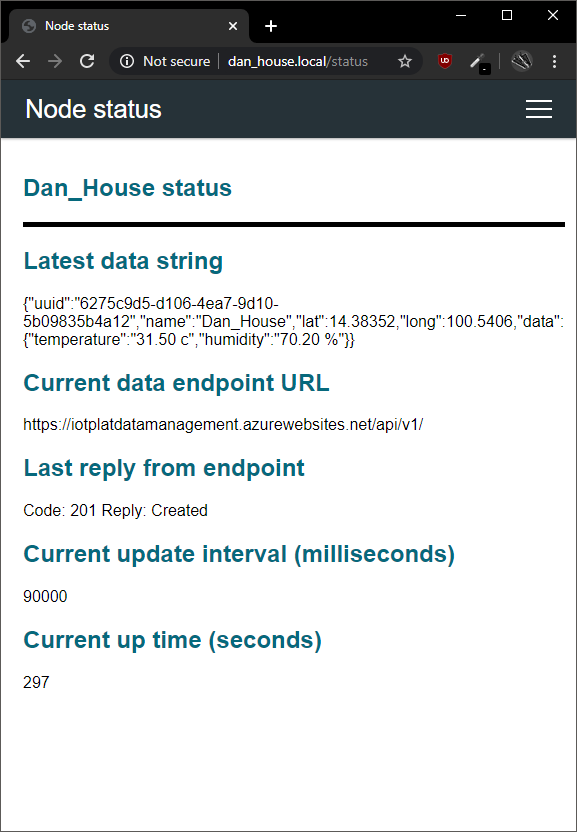 Node status
Not secure
dan_house.local/status
Node status
Dan_House status
Latest data string
{"uuid":"6275c9d5-d106-4ea7-9d10-
5b09835b4a12","name":"Dan_House","lat":14.38352,"long":100.5406,"data":
{"temperature":"31.50 c","humidity":"70.20 %"}}
Current data endpoint URL
https://iotplatdatamanagement.azurewebsites.net/api/v1/
Last reply from endpoint
Code: 201 Reply: Created
Current update interval (milliseconds)
90000
Current up time (seconds)
297